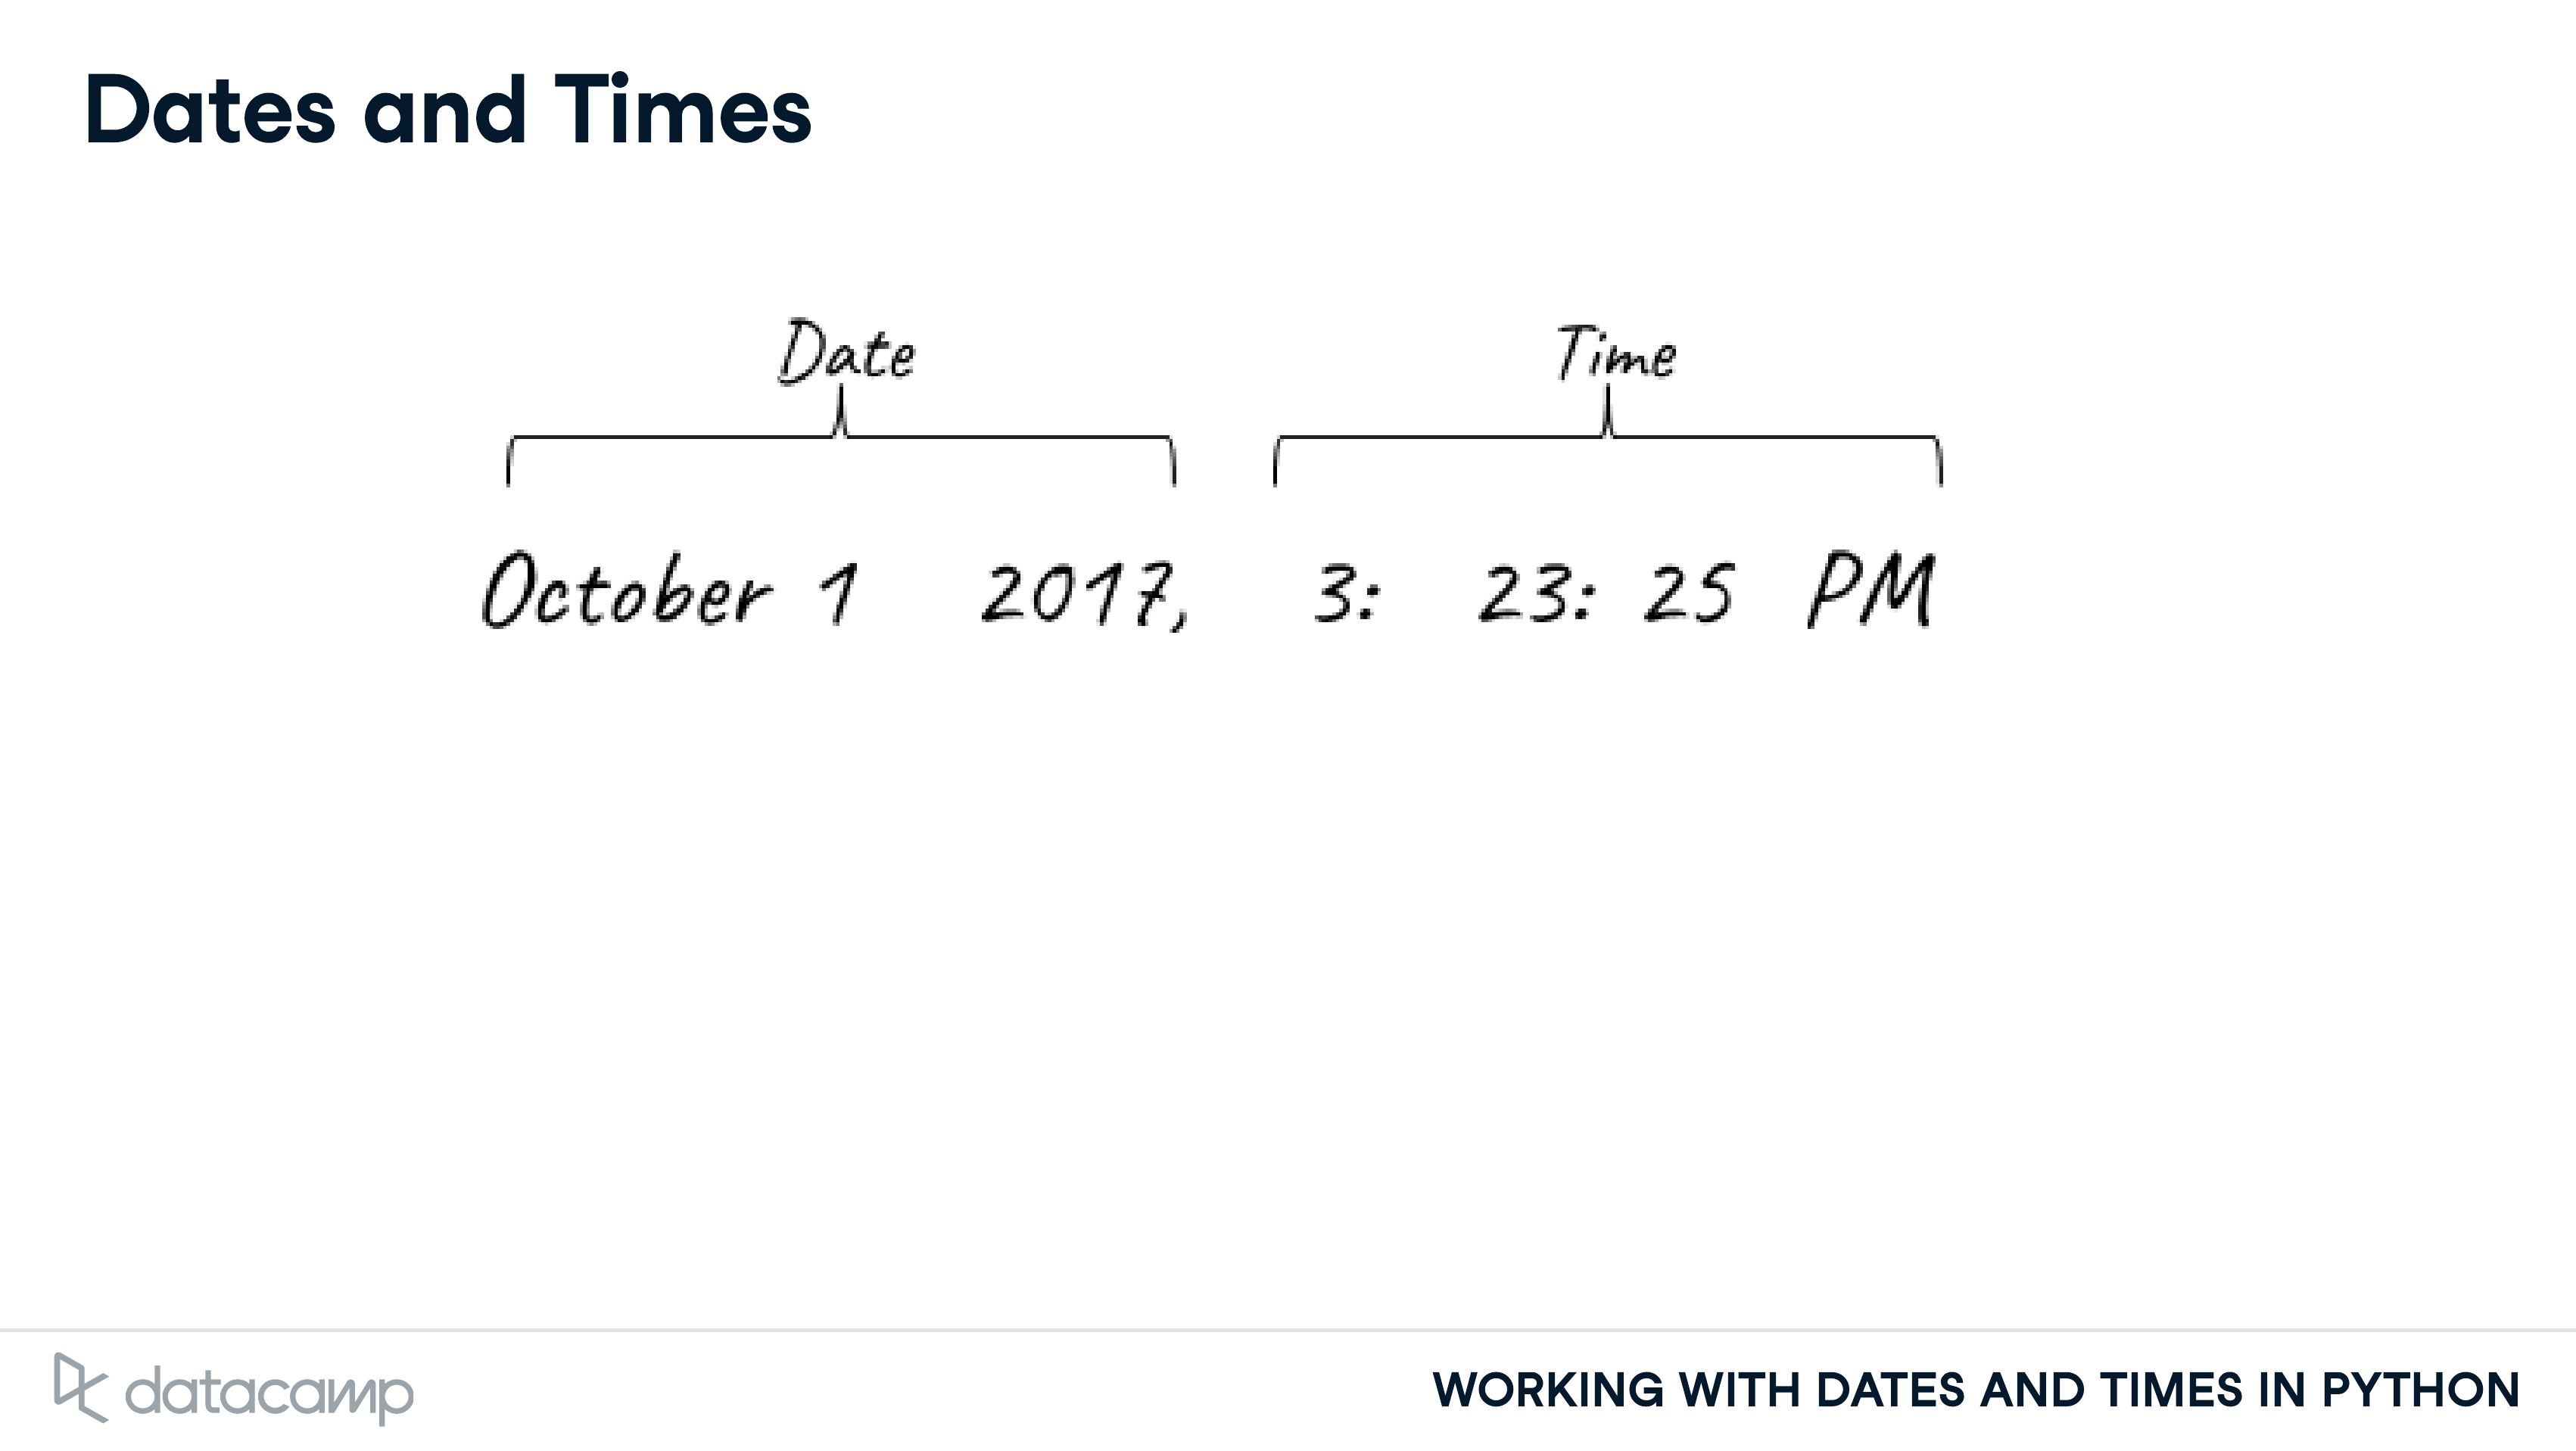 Dates and Times
Date Time
October 1 2017, 3: 23: 25 PM
datacamp WORKING WITH DATES AND TIMES IN PYTHON